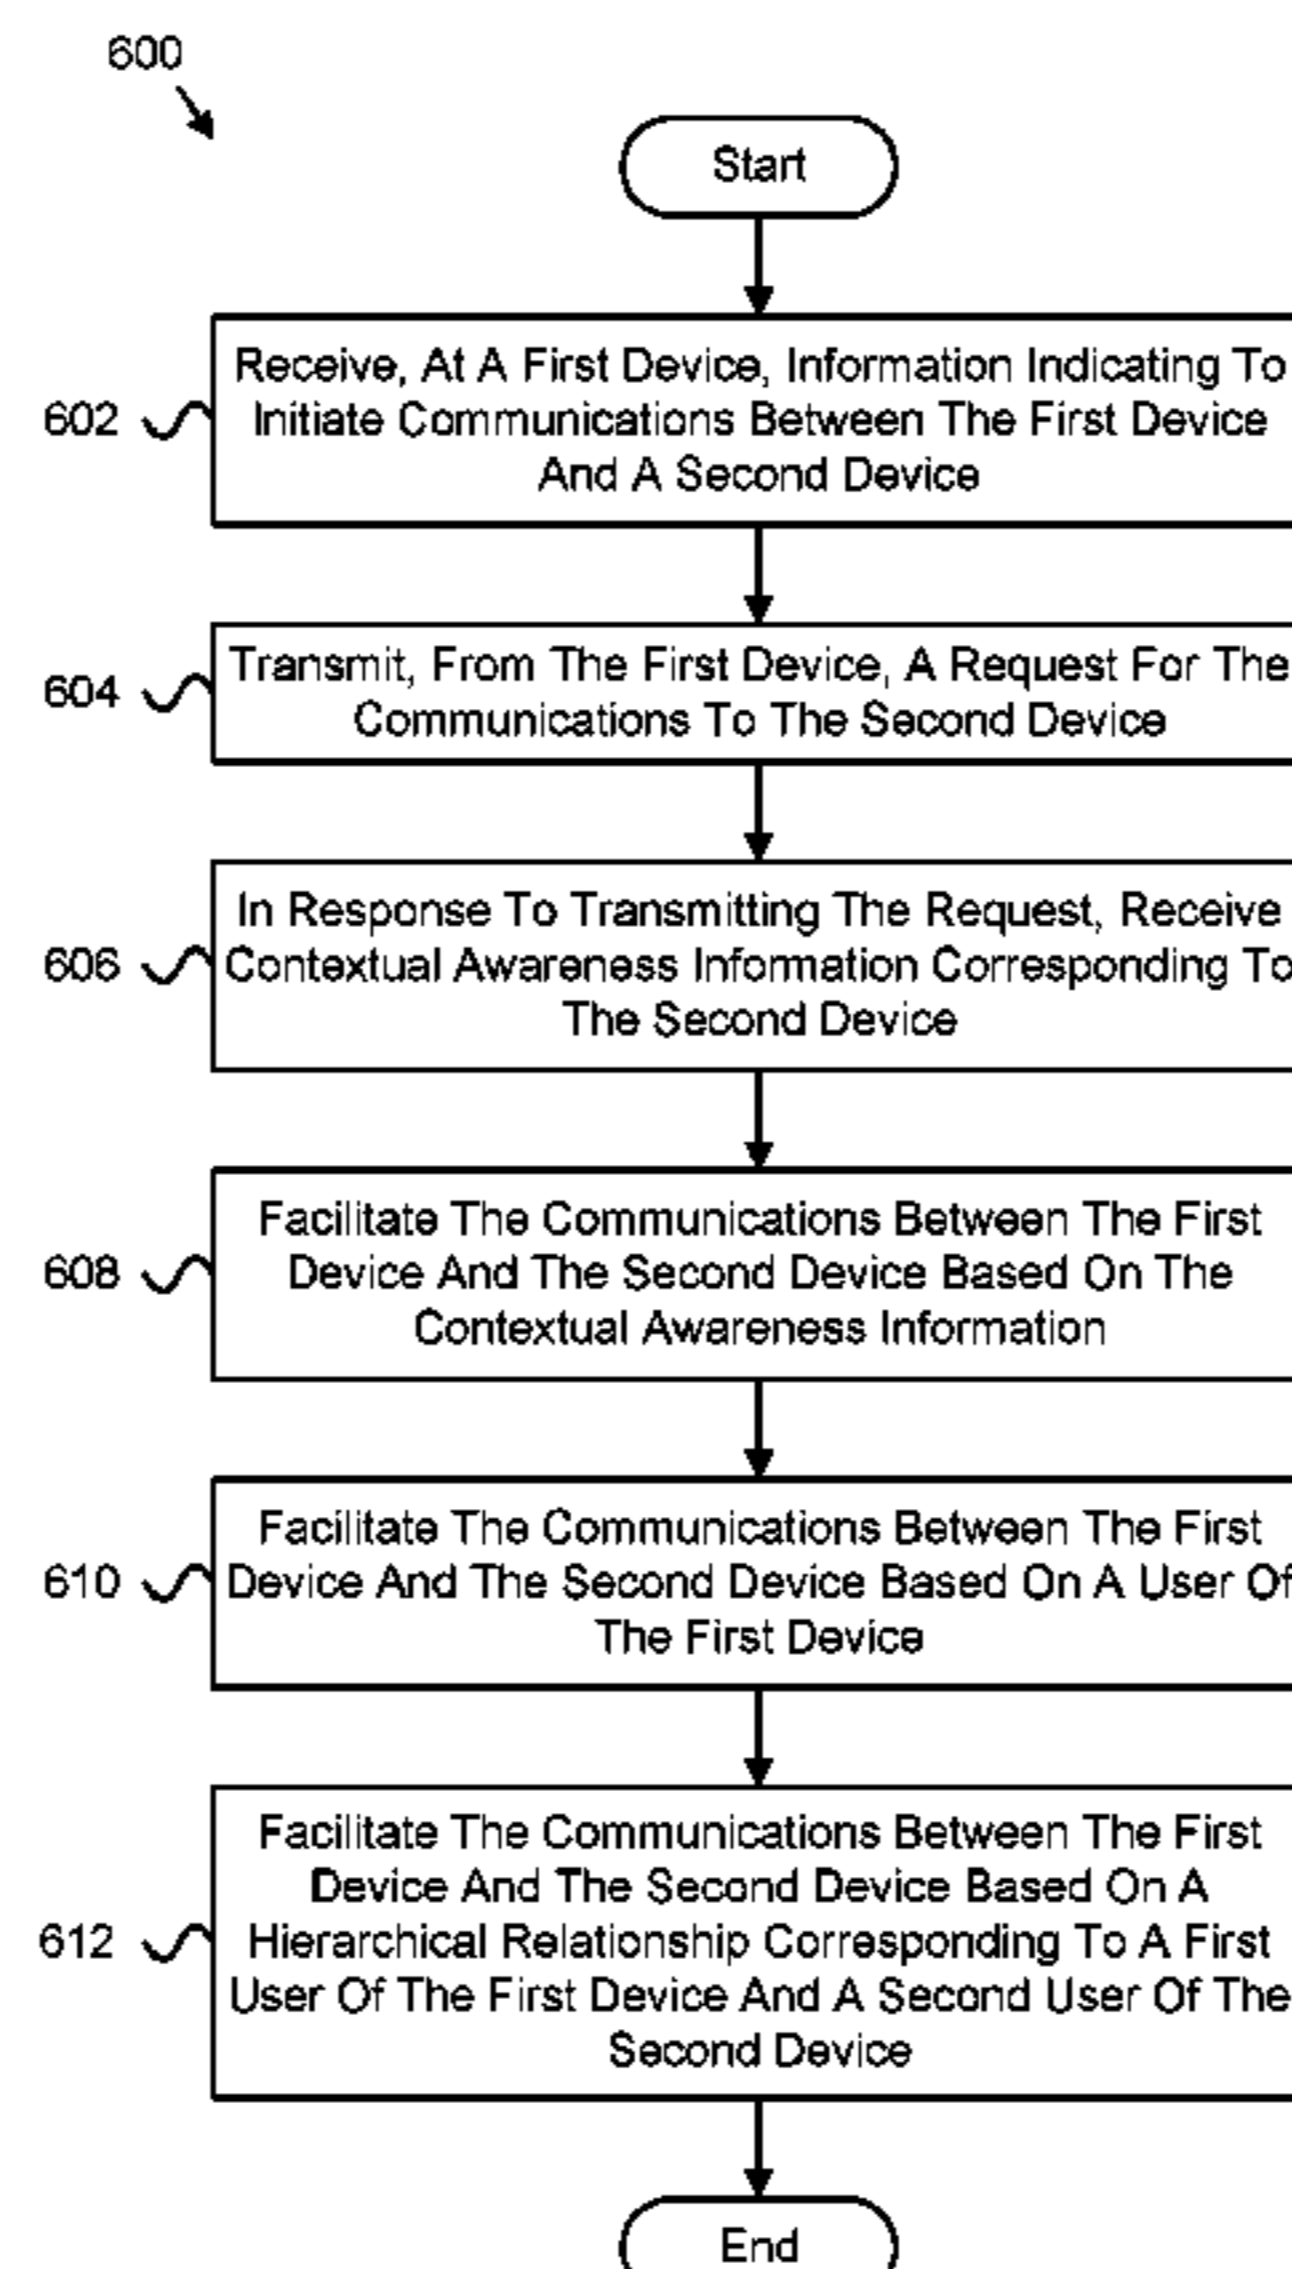 600
Start
602
Receive, At A First Device, Information Indicating To
Initiate Communications Between The First Device
And A Second Device
604
Transmit, From The First Device, A Request For The
Communications To The Second Device
606
In Response To Transmitting The Request, Receive
Contextual Awareness Information Corresponding To
The Second Device
608
Facilitate The Communications Between The First
Device And The Second Device Based On The
Contextual Awareness Information
610
Facilitate The Communications Between The First
Device And The Second Device Based On A User Of
The First Device
612
Facilitate The Communications Between The First
Device And The Second Device Based On A
Hierarchical Relationship Corresponding To A First
User Of The First Device And A Second User Of The
Second Device
End